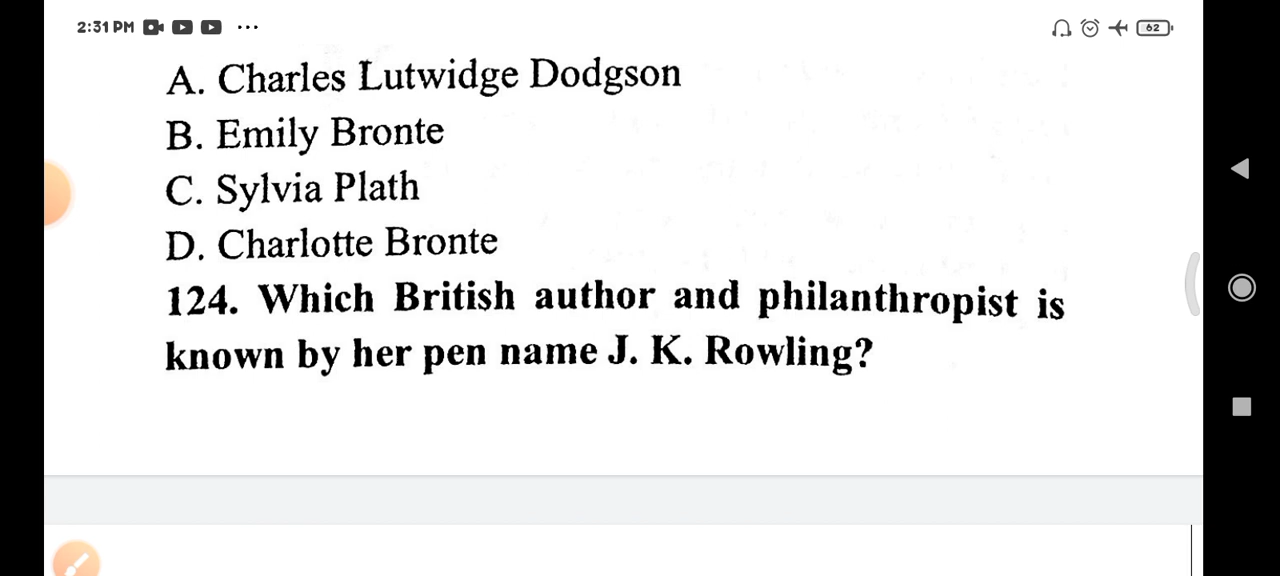 2:31 PM ... 62
A. Charles Lutwidge Dodgson
B. Emily Bronte
C. Sylvia Plath
D. Charlotte Bronte
124. Which British author and philanthropist is
known by her pen name J. K. Rowling?